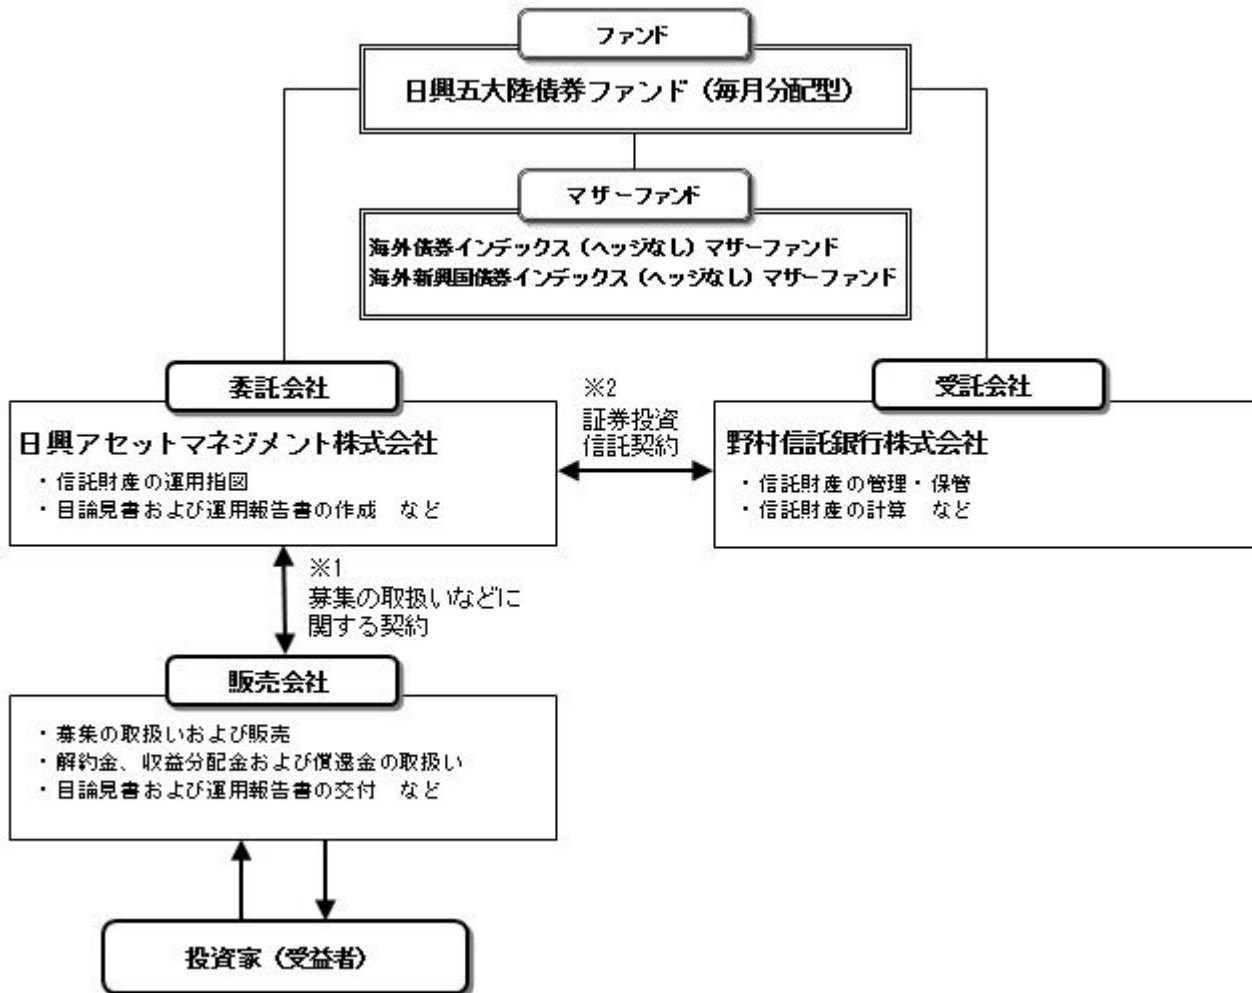 ファンド
日興五大陸債券ファンド（毎月分配型）
マザーファンド
海外債券インデックス（ヘッジなし）マザーファンド
海外新興国債券インデックス（ヘッジなし）マザーファンド
委託会社
日興アセットマネジメント株式会社
・信託財産の運用指図
・目論見書および運用報告書の作成　など
※2
証券投資
信託契約
受託会社
野村信託銀行株式会社
・信託財産の管理・保管
・信託財産の計算　など
※1
募集の取扱いなどに
関する契約
販売会社
・募集の取扱いおよび販売
・解約金、収益分配金および償還金の取扱い
・目論見書および運用報告書の交付　など
投資家（受益者）